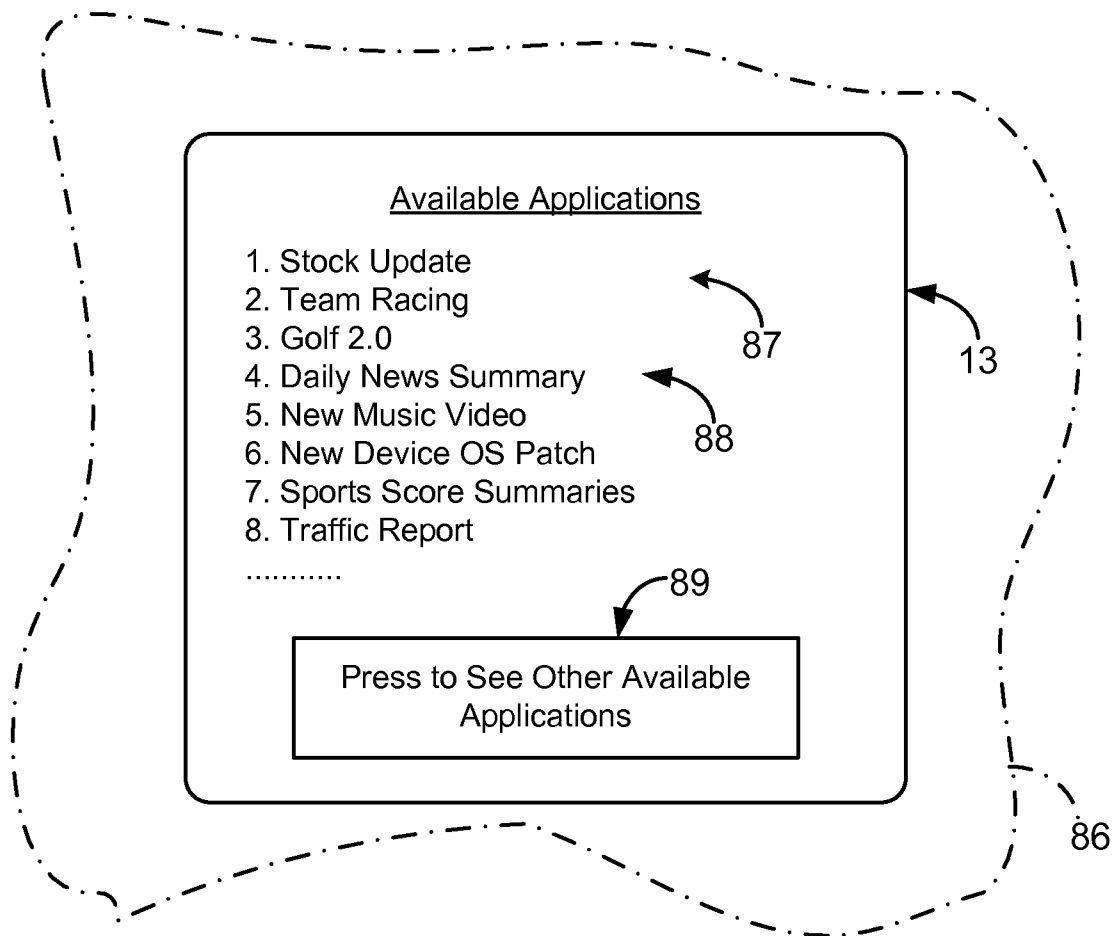 Available Applications
1. Stock Update
2. Team Racing
3. Golf 2.0
4. Daily News Summary
5. New Music Video
6. New Device OS Patch
7. Sports Score Summaries
8. Traffic Report
...........
87
13
88
89
Press to See Other Available
Applications
86